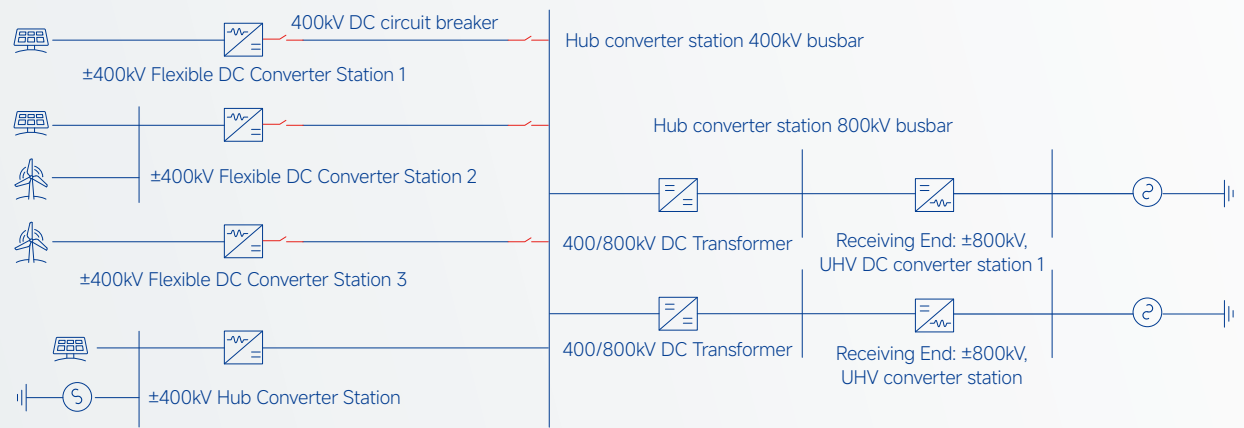 400kV DC circuit breaker
Hub converter station 400kV busbar
±400kV Flexible DC Converter Station 1
Hub converter station 800kV busbar
±400kV Flexible DC Converter Station 2
400/800kV DC Transformer
Receiving End: ±800kV,
UHV DC converter station 1
±400kV Flexible DC Converter Station 3
400/800kV DC Transformer
Receiving End: ±800kV,
UHV converter station
±400kV Hub Converter Station